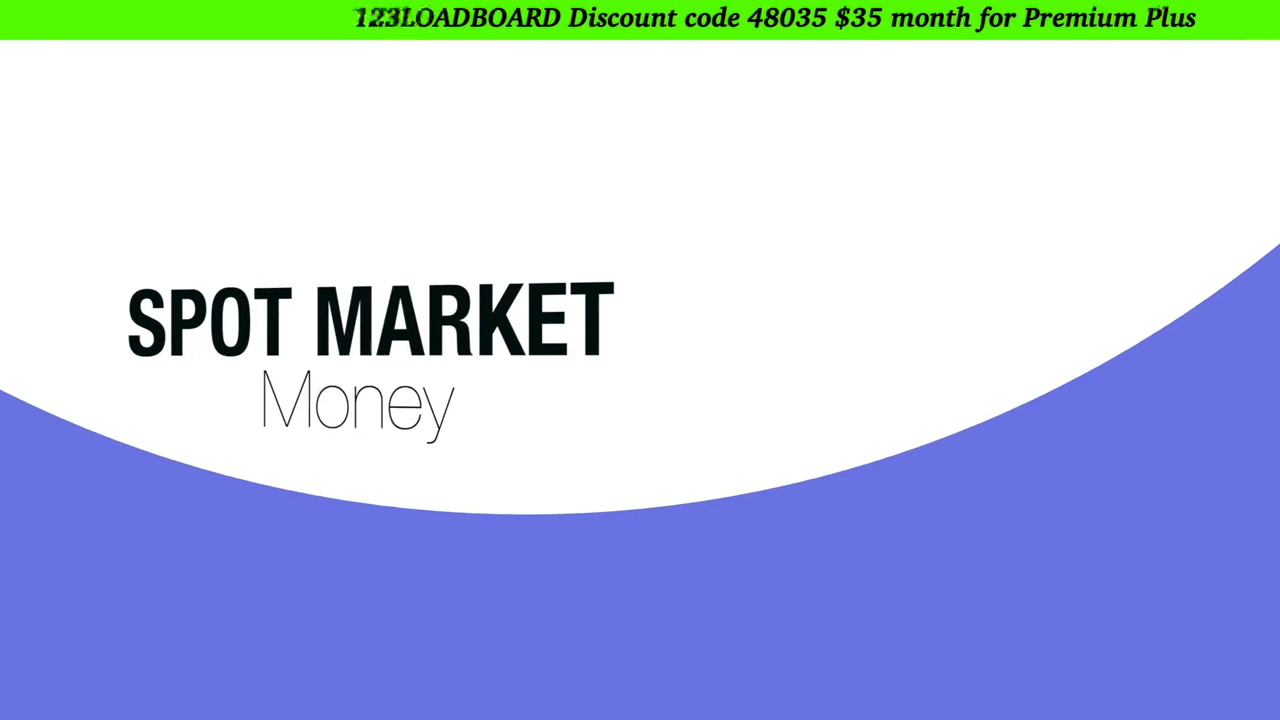 123LOADBOARD Discount code 48035 $35 month for Premium Plus
SPOT MARKET
Money